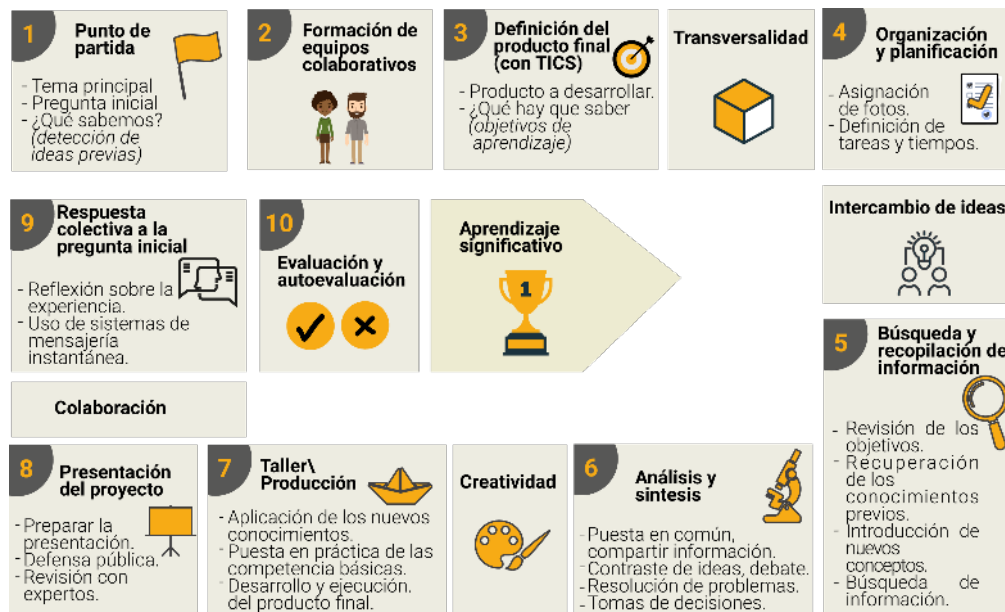 1
Punto de
partida
- Tema principal
- Pregunta inicial
- ¿Qué sabemos?
(detección de
ideas previas)
2
Formación de
equipos
colaborativos
3
Definición del
producto final
(con TICS)
- Producto a desarrollar.
- ¿Qué hay que saber
(objetivos de
aprendizaje)
Transversalidad
4
Organización
y planificación
- Asignación
de fotos.
- Definición de
tareas y tiempos.
Intercambio de ideas
5
Búsqueda y
recopilación de
información
- Revisión de los
objetivos.
- Recuperación
de los
conocimientos
previos.
- Introducción de
nuevos
conceptos.
- Búsqueda de
información.
6
Análisis y
sintesis
- Puesta en común,
compartir información.
- Contraste de ideas, debate.
- Resolución de problemas.
- Tomas de decisiones.
Creatividad
7
Taller\
Producción
- Aplicación de los nuevos
conocimientos.
- Puesta en práctica de las
competencia básicas.
- Desarrollo y ejecución.
del producto final.
8
Presentación
del proyecto
- Preparar la
presentación.
- Defensa pública.
- Revisión con
expertos.
Colaboración
9
Respuesta
colectiva a la
pregunta inicial
- Reflexión sobre la
experiencia.
- Uso de sistemas de
mensajería
instantánea.
10
Evaluación y
autoevaluación
Aprendizaje
significativo
1